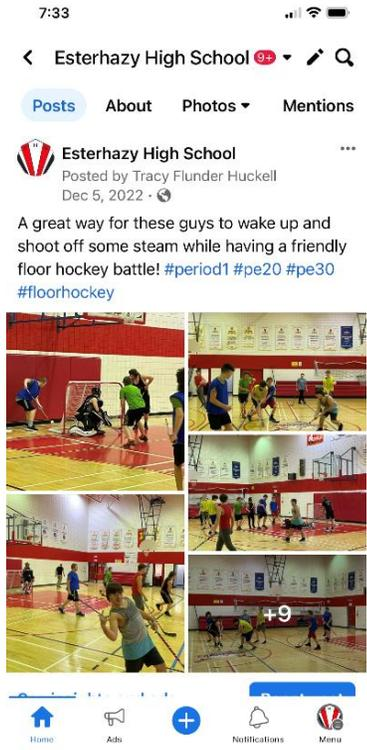 7:33
Esterhazy High School 9+
Posts About Photos Mentions
Esterhazy High School
Posted by Tracy Flunder Huckell
Dec 5, 2022 ·
A great way for these guys to wake up and
shoot off some steam while having a friendly
floor hockey battle! #period1 #pe20 #pe30
#floorhockey
+9
Home Ads Notifications Menu